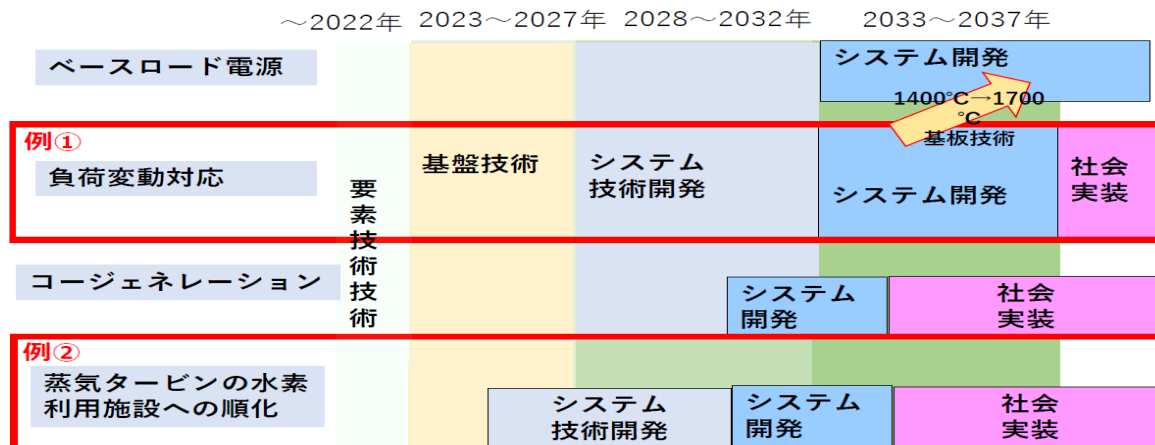 ～2022年 2023～2027年 2028～2032年 2033～2037年
ベースロード電源
システム開発
1400℃→1700
℃
基板技術
例①
負荷変動対応
要素技術技術
基盤技術
システム
技術開発
システム開発
社会
実装
コージェネレーション
システム
開発
社会
実装
例②
蒸気タービンの水素
利用施設への順化
システム
技術開発
システム
開発
社会
実装